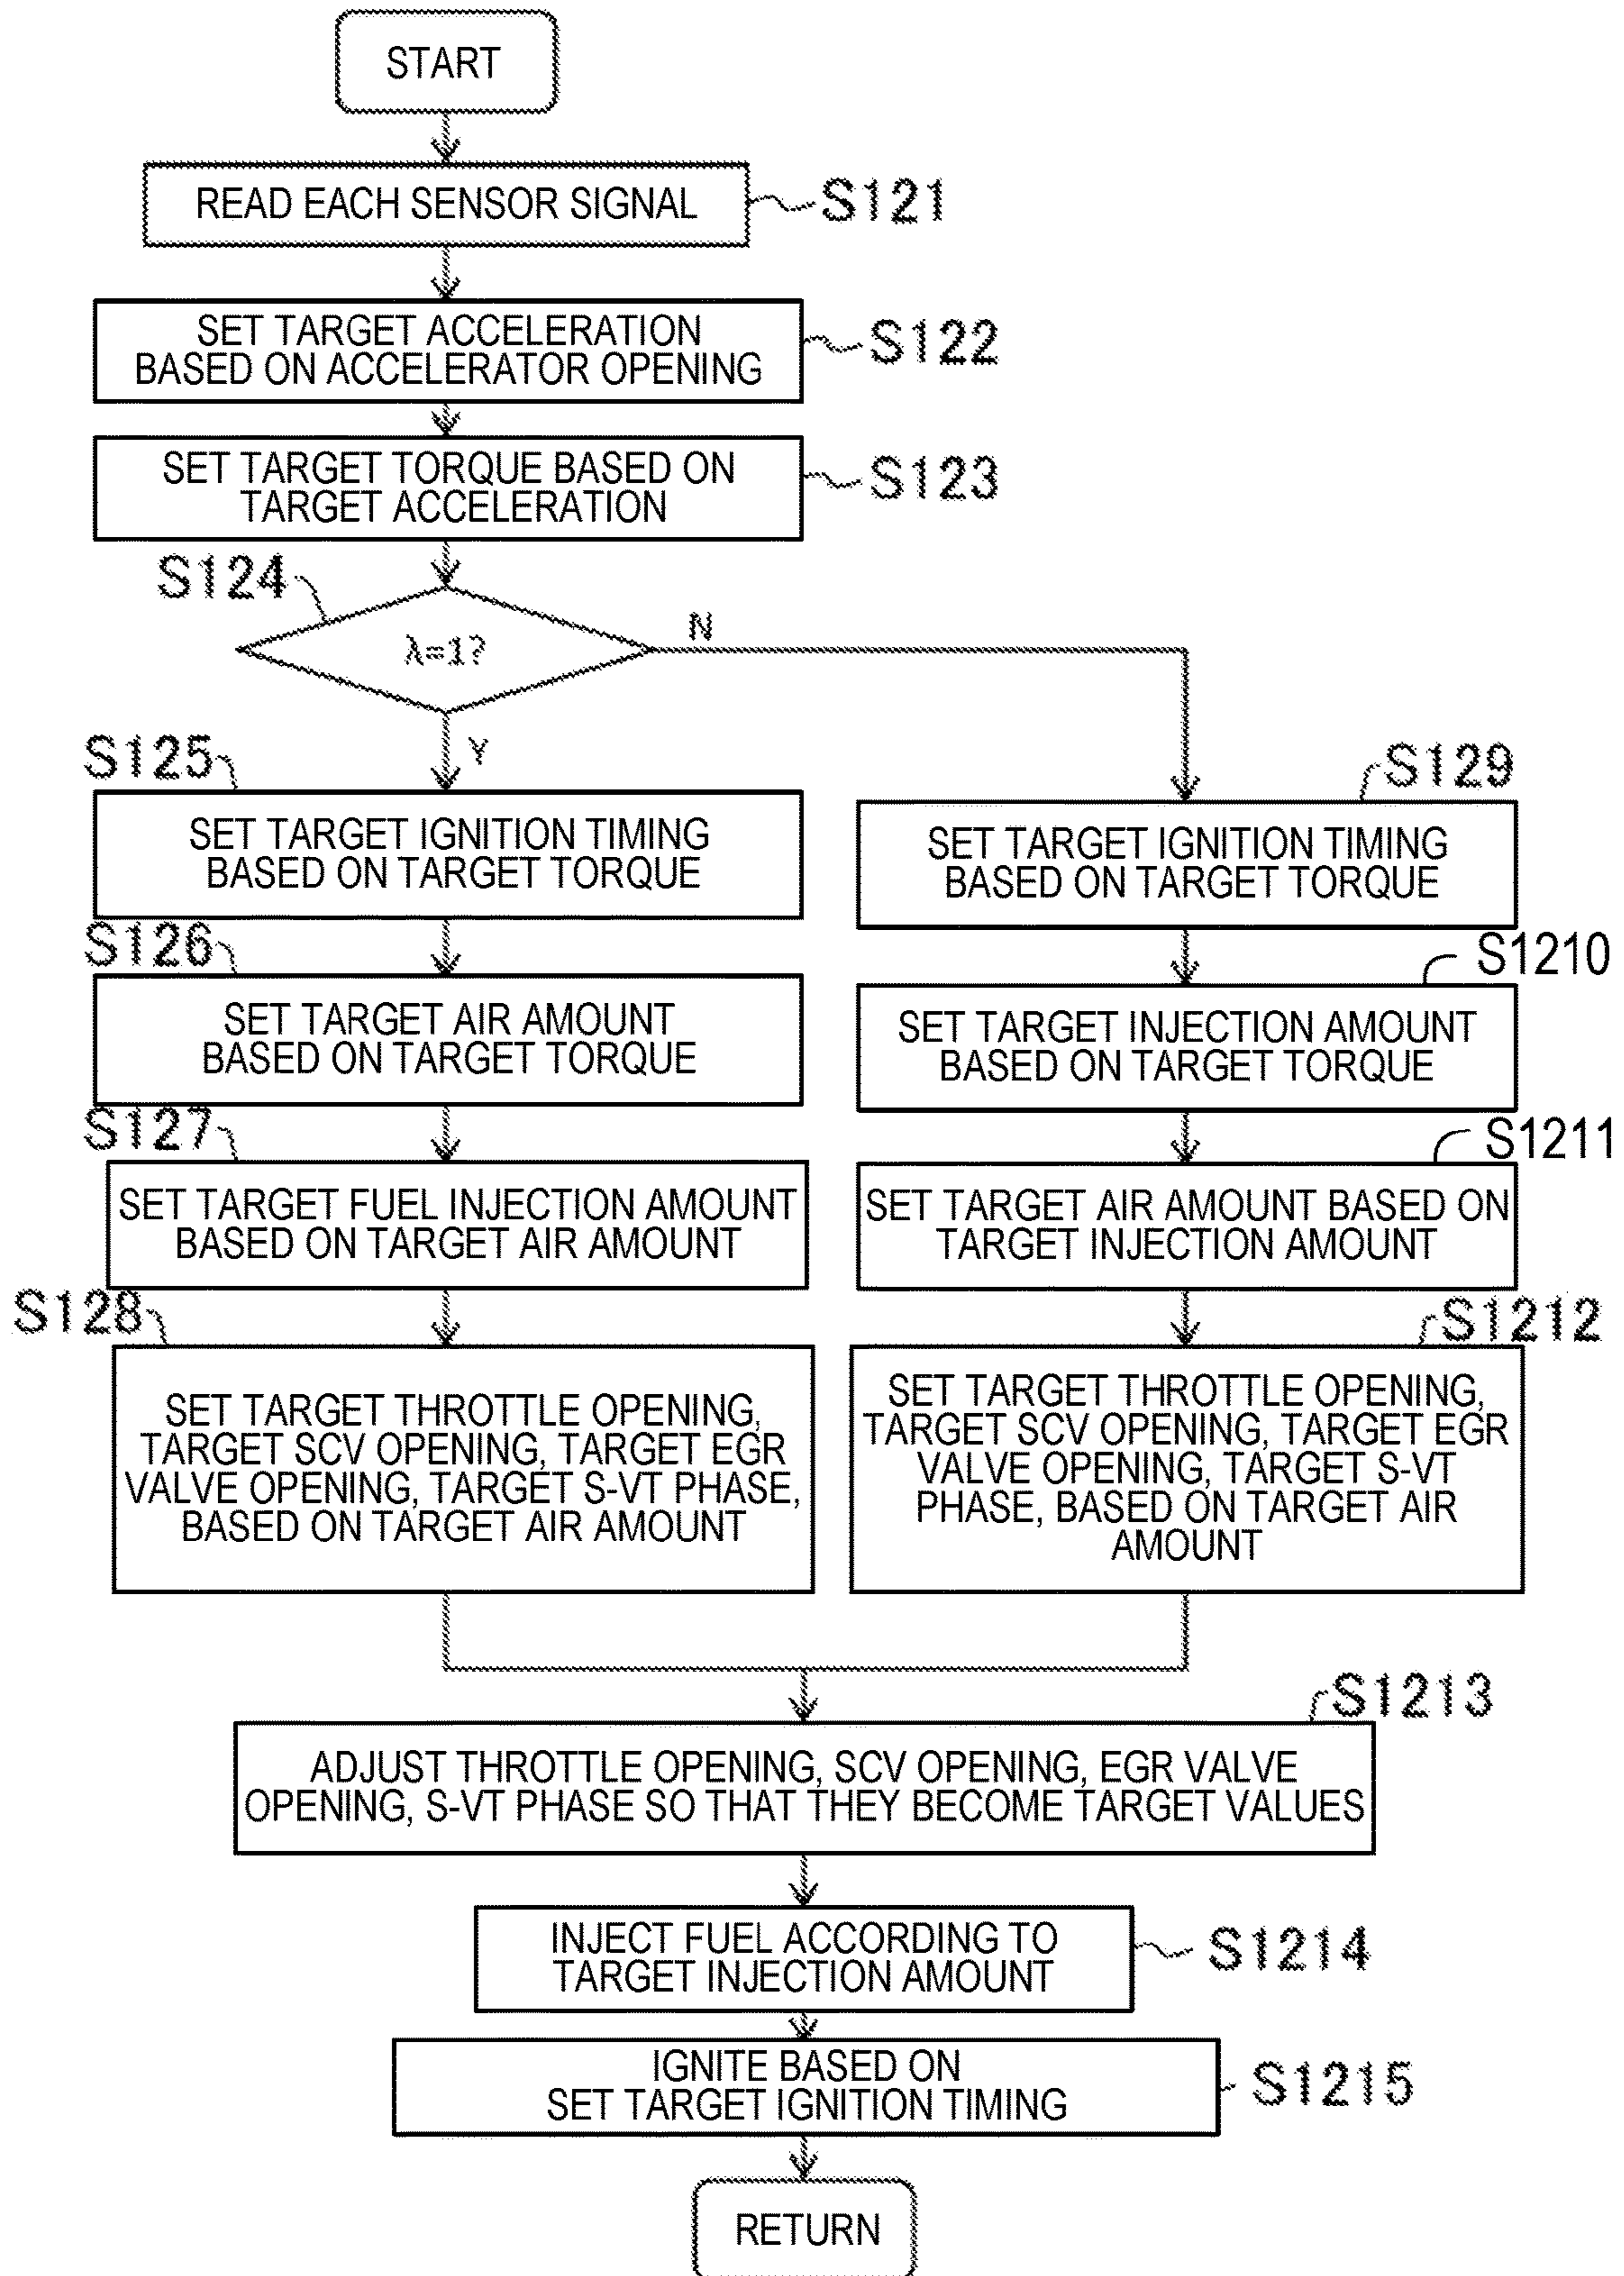 START
READ EACH SENSOR SIGNAL
S121
SET TARGET ACCELERATION
BASED ON ACCELERATOR OPENING
S122
SET TARGET TORQUE BASED ON
TARGET ACCELERATION
S123
S124
λ=1?
N
Y
S125
SET TARGET IGNITION TIMING
BASED ON TARGET TORQUE
S126
SET TARGET AIR AMOUNT
BASED ON TARGET TORQUE
S127
SET TARGET FUEL INJECTION AMOUNT
BASED ON TARGET AIR AMOUNT
S128
SET TARGET THROTTLE OPENING,
TARGET SCV OPENING, TARGET EGR
VALVE OPENING, TARGET S-VT PHASE,
BASED ON TARGET AIR AMOUNT
S129
SET TARGET IGNITION TIMING
BASED ON TARGET TORQUE
S1210
SET TARGET INJECTION AMOUNT
BASED ON TARGET TORQUE
S1211
SET TARGET AIR AMOUNT BASED ON
TARGET INJECTION AMOUNT
S1212
SET TARGET THROTTLE OPENING,
TARGET SCV OPENING, TARGET EGR
VALVE OPENING, TARGET S-VT
PHASE, BASED ON TARGET AIR
AMOUNT
S1213
ADJUST THROTTLE OPENING, SCV OPENING, EGR VALVE
OPENING, S-VT PHASE SO THAT THEY BECOME TARGET VALUES
INJECT FUEL ACCORDING TO
TARGET INJECTION AMOUNT
S1214
IGNITE BASED ON
SET TARGET IGNITION TIMING
S1215
RETURN